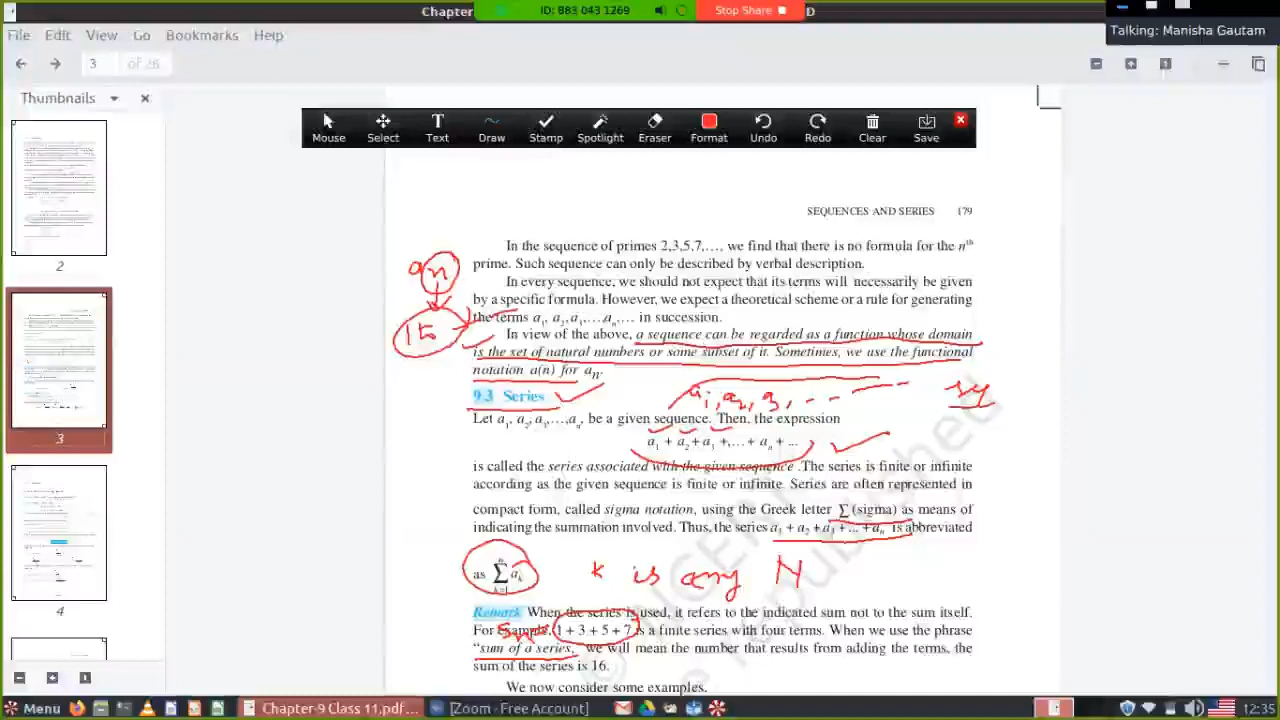 Chapter
D
ID: 883 043 1269
Stop Share
Talking: Manisha Gautam
File Edit View Go Bookmarks Help
3 of 26
Thumbnails
Mouse Select Text Draw Stamp Spotlight Eraser Format Undo Redo Clear Save
2
3
4
SEQUENCES AND SERIES 179
In the sequence of primes 2,3,5,7,…, we find that there is no formula for the nth
prime. Such sequence can only be described by verbal description.
In every sequence, we should not expect that its terms will necessarily be given
by a specific formula. However, we expect a theoretical scheme or a rule for generating
the terms a1, a2, a3,…,an,… in succession.
In view of the above, a sequence can be regarded as a function whose domain
is the set of natural numbers or some subset of it. Sometimes, we use the functional
notation a(n) for an.
an
15
9.3 Series
a1, a2, 3, - - - - -
Let a1, a2, a3,…,an, be a given sequence. Then, the expression
a1 + a2 + a3 +,…+ an + ...
is called the series associated with the given sequence .The series is finite or infinite
according as the given sequence is finite or infinite. Series are often represented in
compact form, called sigma notation, using the Greek letter ∑ (sigma) as means of
indicating the summation involved. Thus, the series a1 + a2 + a3 + ... + an is abbreviated
as n∑k=1 ak
k is any N
Remark When the series is used, it refers to the indicated sum not to the sum itself.
For example, 1 + 3 + 5 + 7 is a finite series with four terms. When we use the phrase
“sum of a series,” we will mean the number that results from adding the terms, the
sum of the series is 16.
We now consider some examples.
Menu Chapter-9 Class 11,pdf... [Zoom - Free Account] 12:35